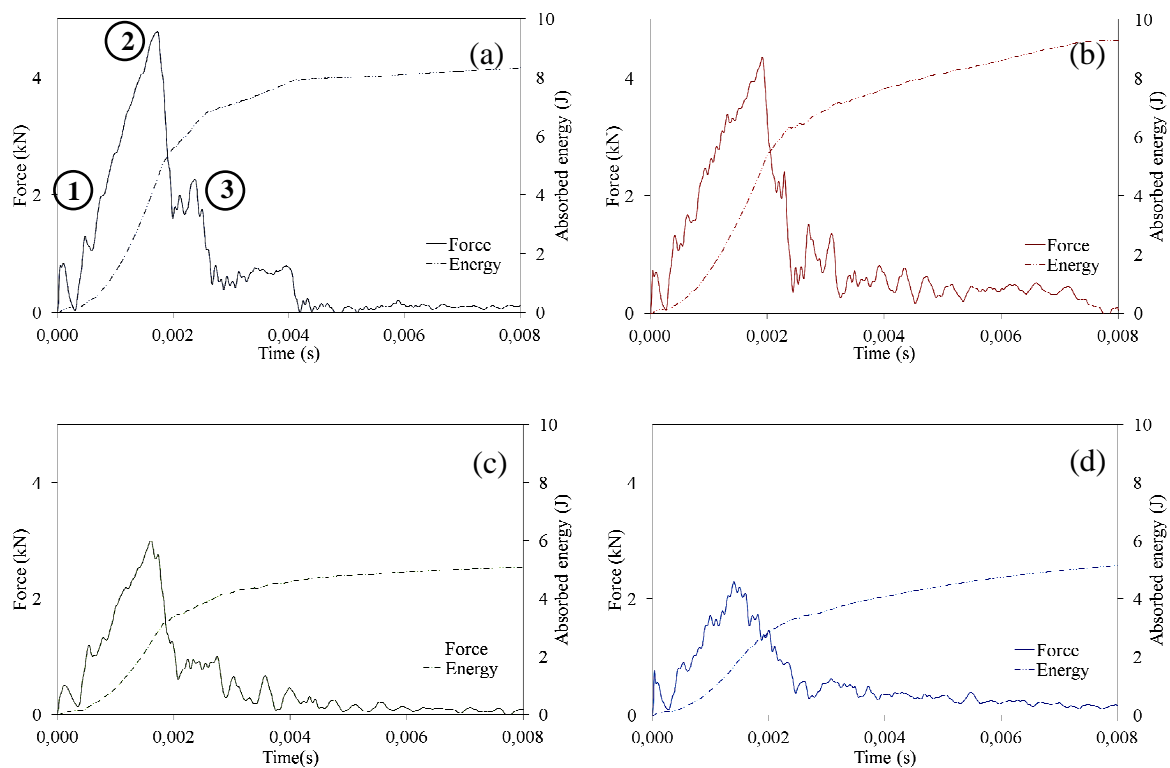 (a)
1
2
3
Force (kN)
4
2
0
10
8
6
4
2
0
Absorbed energy (J)
Force
Energy
0,000 0,002 0,004 0,006 0,008
Time (s)
(b)
Force (kN)
4
2
0
10
8
6
4
2
0
Absorbed energy (J)
Force
Energy
0,000 0,002 0,004 0,006 0,008
Time (s)
(c)
Force (kN)
4
2
0
10
8
6
4
2
0
Absorbed energy (J)
Force
Energy
0,000 0,002 0,004 0,006 0,008
Time(s)
(d)
Force (kN)
4
2
0
10
8
6
4
2
0
Absorbed energy (J)
Force
Energy
0,000 0,002 0,004 0,006 0,008
Time (s)